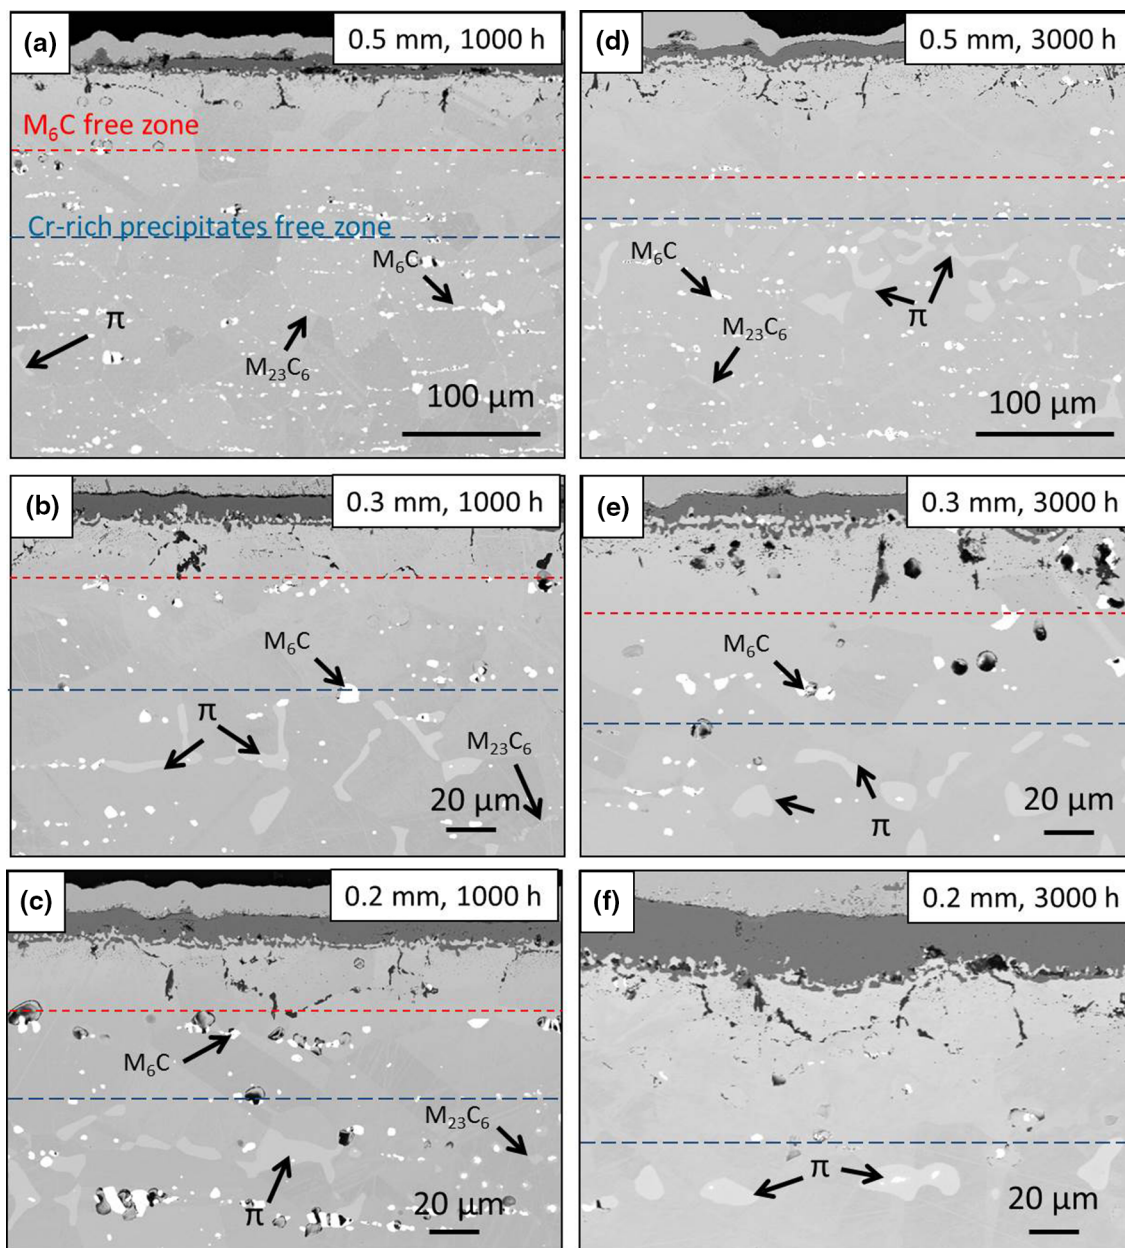 (a)
0.5 mm, 1000 h
M₆C free zone
Cr-rich precipitates free zone
M₆C
π
M₂₃C₆
100 µm
(d)
0.5 mm, 3000 h
M₆C
π
M₂₃C₆
100 µm
(b)
0.3 mm, 1000 h
M₆C
π
M₂₃C₆
20 µm
(e)
0.3 mm, 3000 h
M₆C
π
20 µm
(c)
0.2 mm, 1000 h
M₆C
M₂₃C₆
π
20 µm
(f)
0.2 mm, 3000 h
π
20 µm